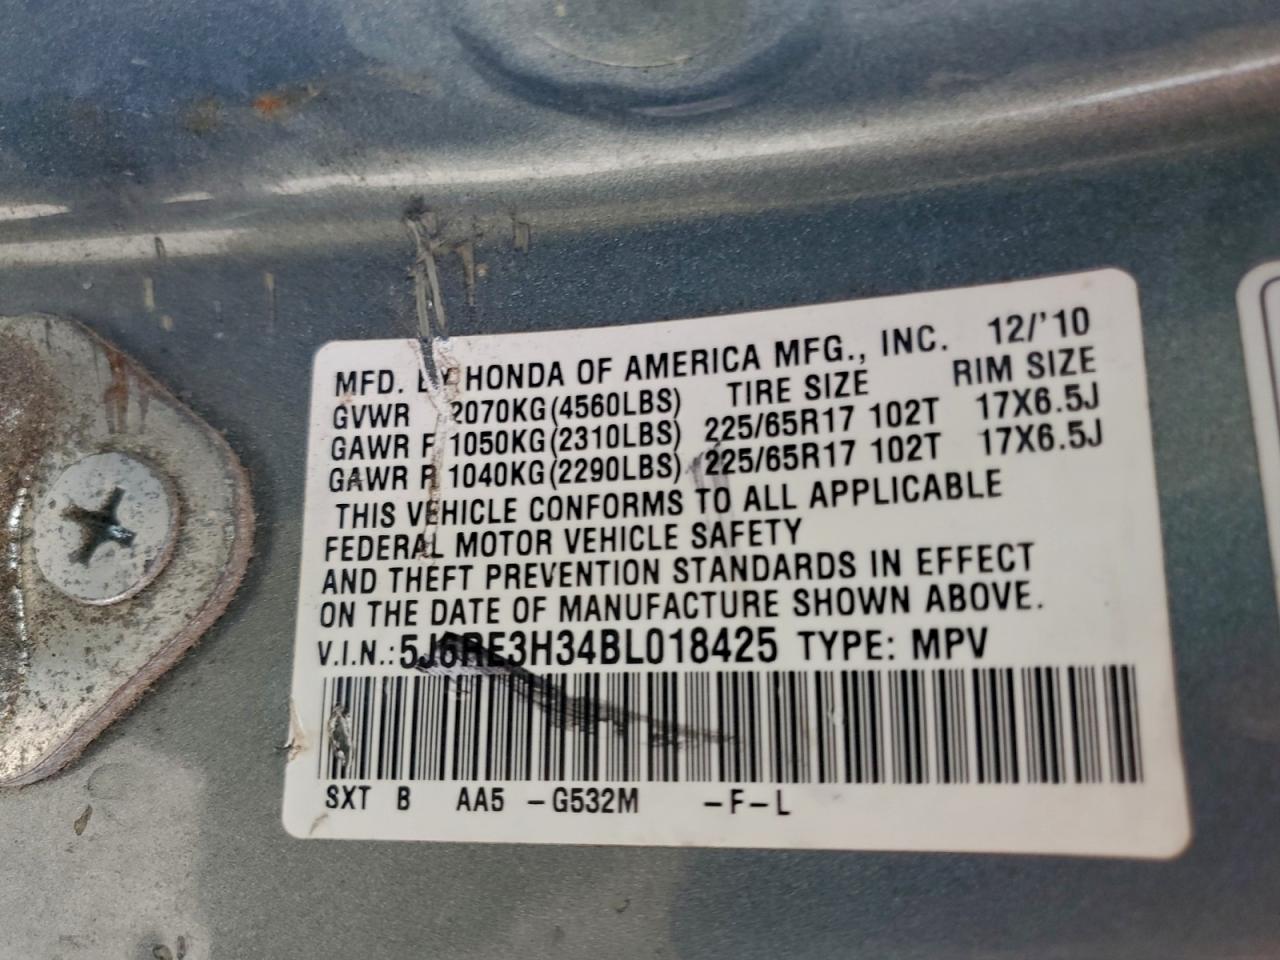 MFD. BY HONDA OF AMERICA MFG., INC. 12/'10
GVWR 2070KG(4560LBS) TIRE SIZE RIM SIZE
GAWR F 1050KG(2310LBS) 225/65R17 102T 17X6.5J
GAWR R 1040KG(2290LBS) 225/65R17 102T 17X6.5J
THIS VEHICLE CONFORMS TO ALL APPLICABLE
FEDERAL MOTOR VEHICLE SAFETY
AND THEFT PREVENTION STANDARDS IN EFFECT
ON THE DATE OF MANUFACTURE SHOWN ABOVE.
V.I.N.: 5J6RE3H34BL018425 TYPE: MPV
SXT B AA5 -G532M -F-L